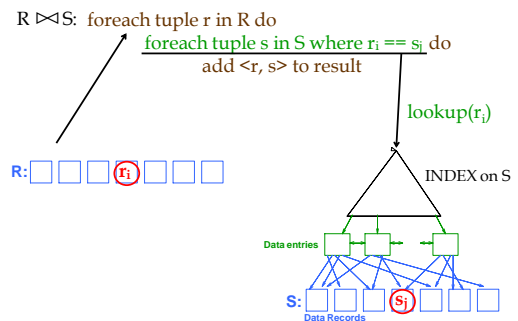 R ⋈ S: foreach tuple r in R do
foreach tuple s in S where rᵢ == sⱼ do
add <r, s> to result
lookup(rᵢ)
R: rᵢ
INDEX on S
Data entries
S: sⱼ
Data Records